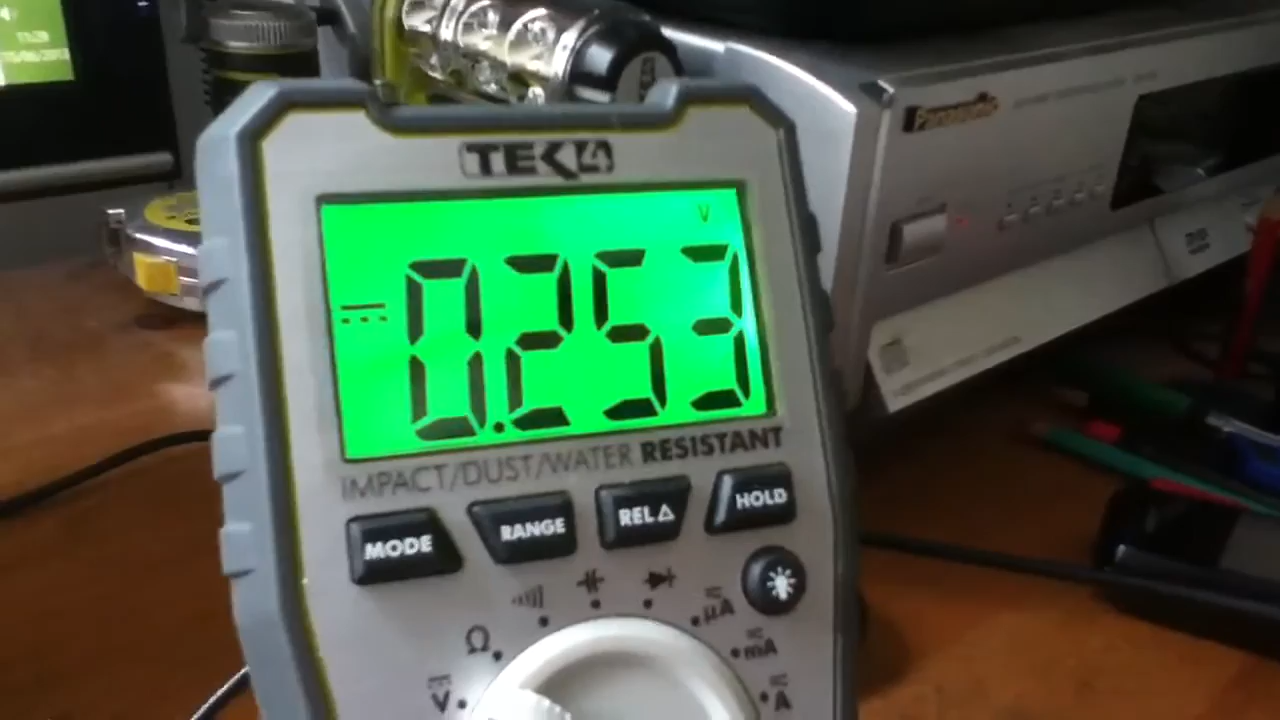 Panasonic
TEK4
V
0.253
IMPACT/DUST/WATER RESISTANT
MODE RANGE REL△ HOLD
Ω
µA
mA
V
A